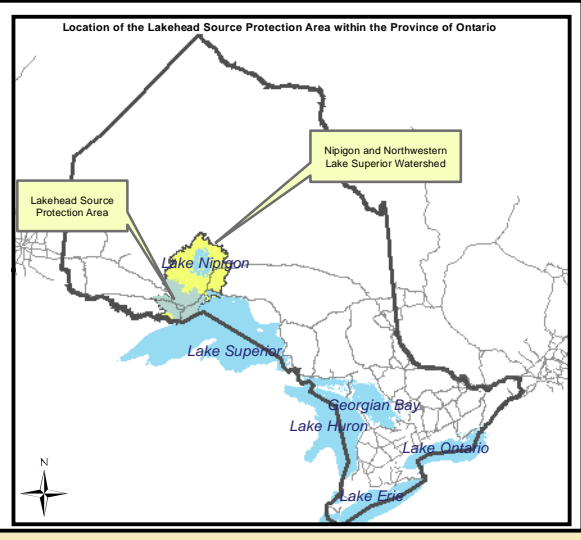 Location of the Lakehead Source Protection Area within the Province of Ontario
Nipigon and Northwestern
Lake Superior Watershed
Lakehead Source
Protection Area
Lake Nipigon
Lake Superior
Georgian Bay
Lake Huron
Lake Ontario
Lake Erie
N